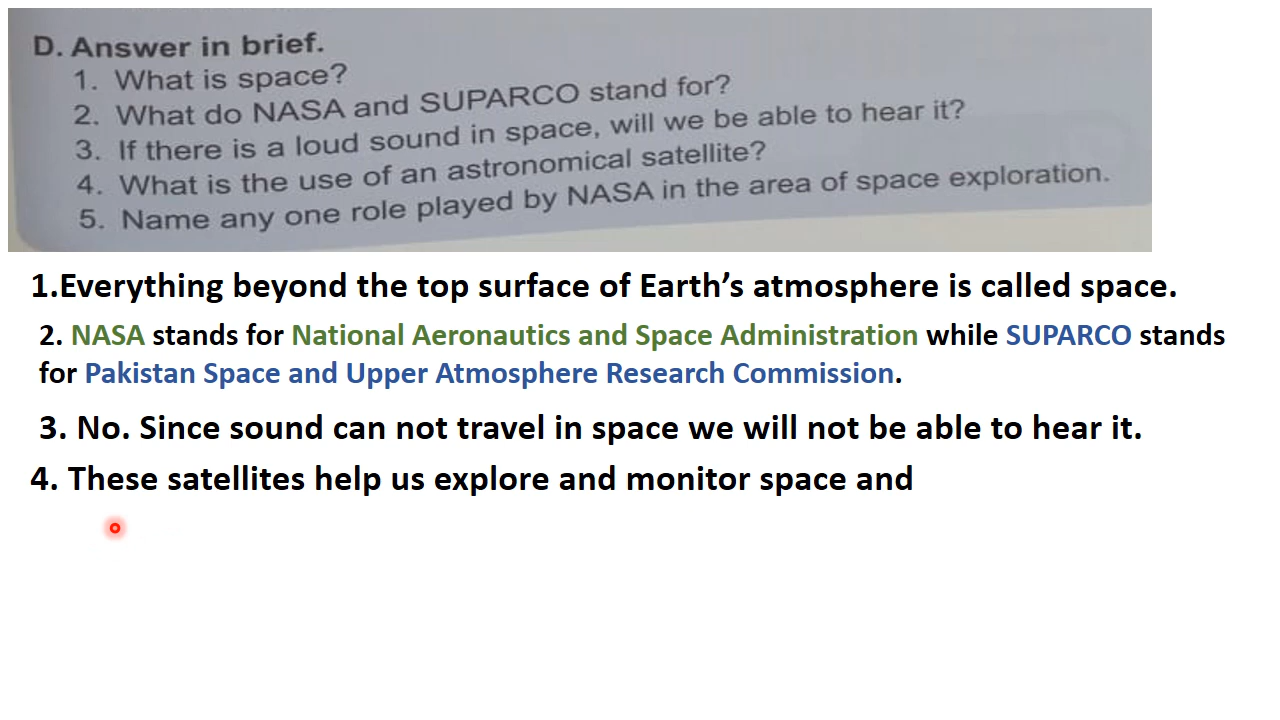 D. Answer in brief.
1. What is space?
2. What do NASA and SUPARCO stand for?
3. If there is a loud sound in space, will we be able to hear it?
4. What is the use of an astronomical satellite?
5. Name any one role played by NASA in the area of space exploration.
1.Everything beyond the top surface of Earth’s atmosphere is called space.
2. NASA stands for National Aeronautics and Space Administration while SUPARCO stands
for Pakistan Space and Upper Atmosphere Research Commission.
3. No. Since sound can not travel in space we will not be able to hear it.
4. These satellites help us explore and monitor space and